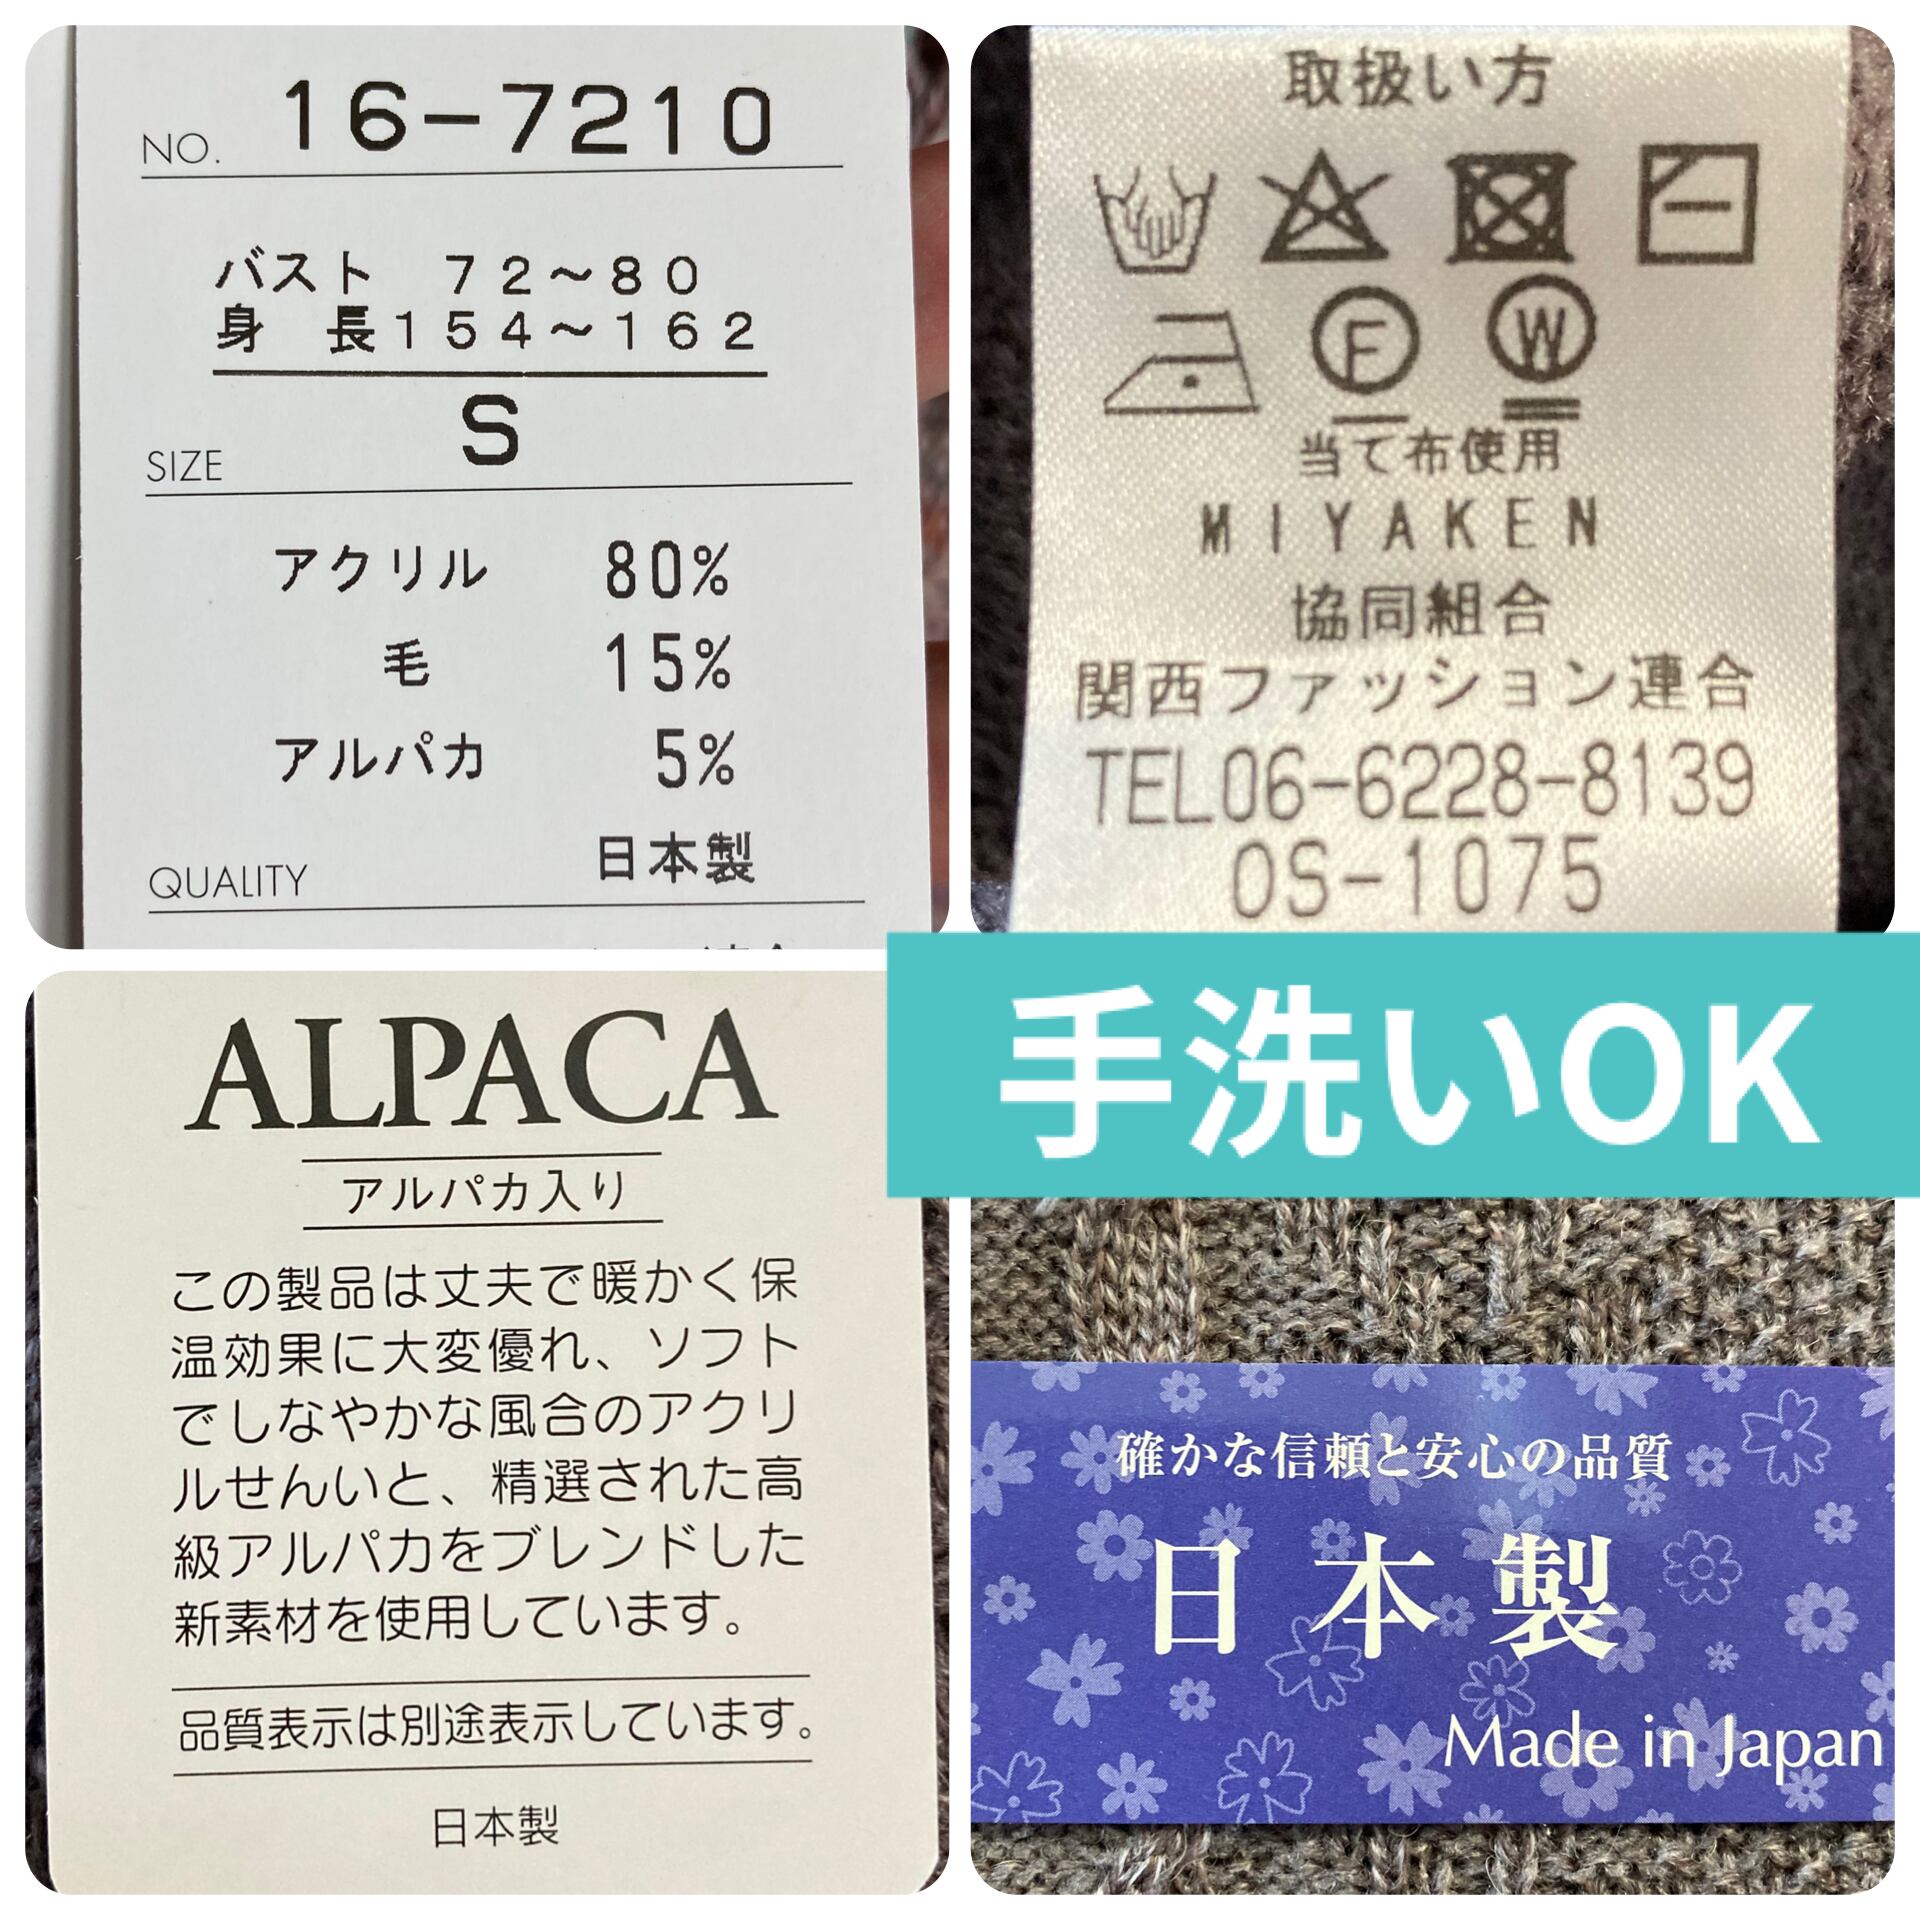 NO. 16-7210
バスト 72～80
身 長154～162
SIZE S
アクリル 80%
毛 15%
アルパカ 5%
QUALITY 日本製
取扱い方
F W
当て布使用
MIYAKEN
協同組合
関西ファッション連合
TEL06-6228-8139
OS-1075
手洗いOK
ALPACA
アルパカ入り
この製品は丈夫で暖かく保
温効果に大変優れ、ソフト
でしなやかな風合のアクリ
ルせんいと、精選された高
級アルパカをブレンドした
新素材を使用しています。
品質表示は別途表示しています。
日本製
確かな信頼と安心の品質
日本製
Made in Japan